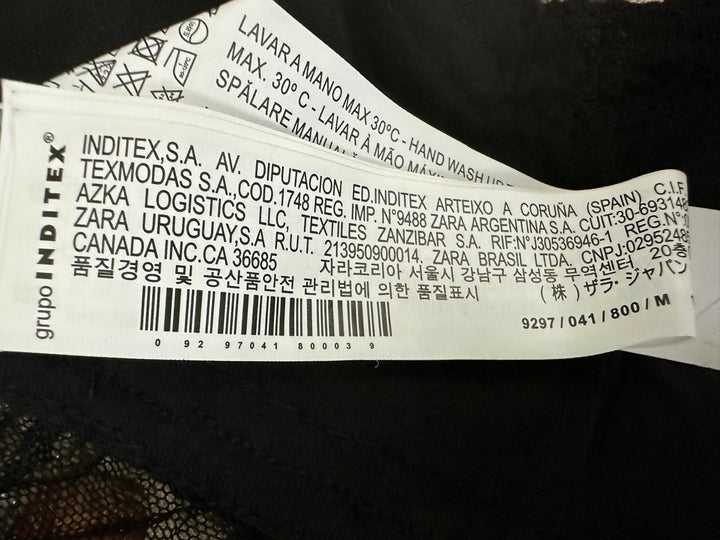 LAVAR A MANO MAX 30ºC - HAND WASH
MAX. 30º C - LAVAR À MÃO
SPĂLARE
grupo INDITEX®
INDITEX,S.A. AV. DIPUTACION ED.INDITEX ARTEIXO A CORUÑA (SPAIN) C.I.F
TEXMODAS S.A.,COD.1748 REG. IMP. N°9488 ZARA ARGENTINA S.A. CUIT:30-69314
AZKA LOGISTICS LLC, TEXTILES ZANZIBAR S.A. RIF:N°J30536946-1 REG.N°:
ZARA URUGUAY,S.A R.U.T. 213950900014. ZARA BRASIL LTDA. CNPJ:0295248
CANADA INC.CA 36685 자라코리아 서울시 강남구 삼성동 무역센터 20층
품질경영 및 공산품안전 관리법에 의한 품질표시 (株) ザラ・ジャパン
0 92 97041 80003 9
9297 / 041 / 800 / M